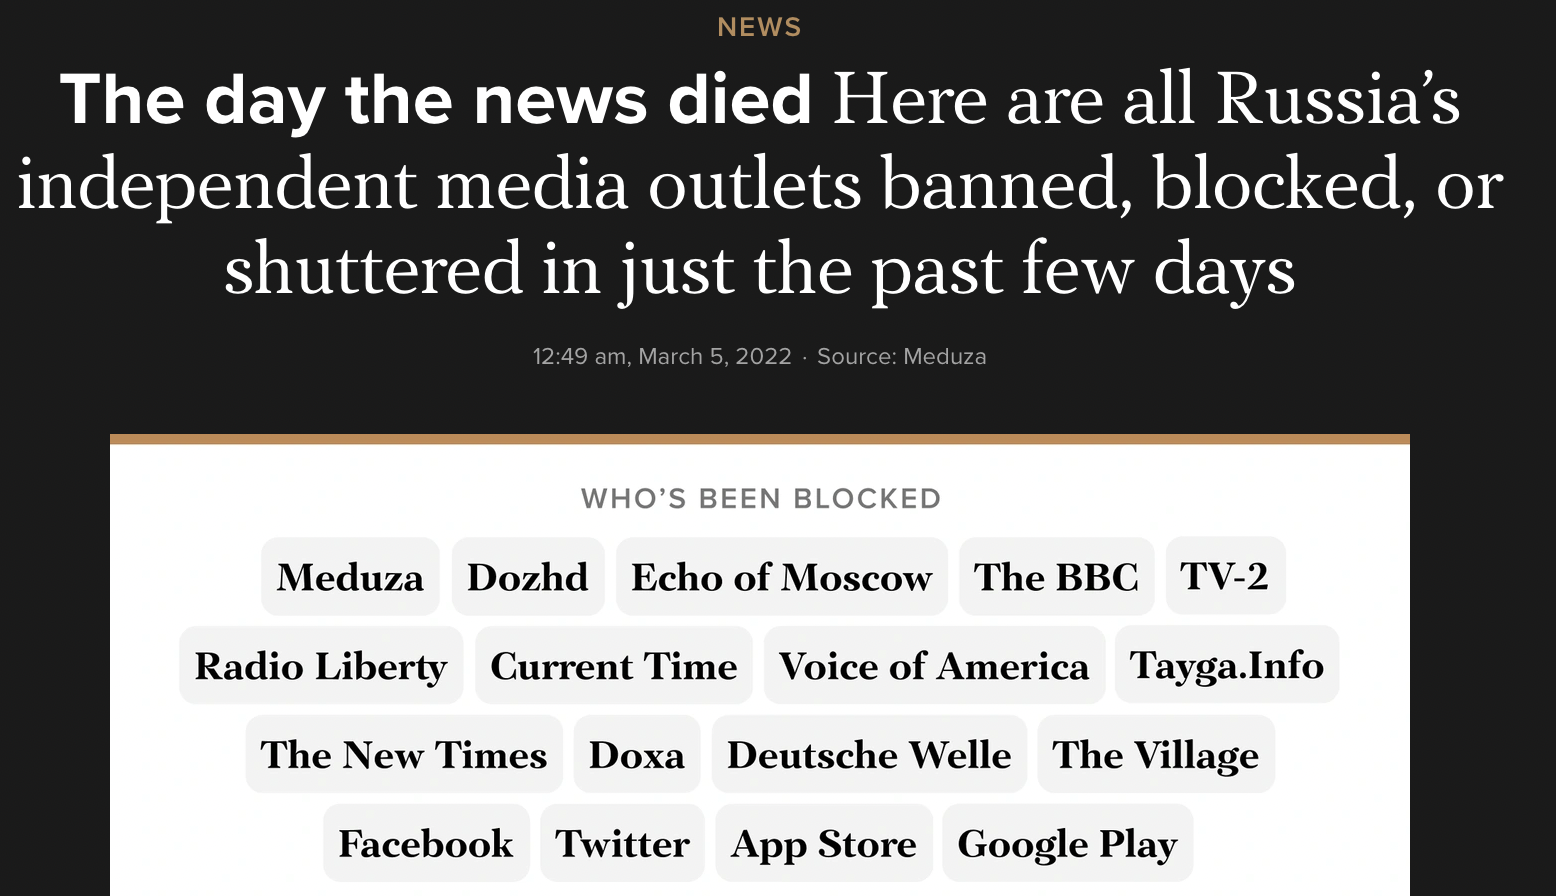 NEWS
The day the news died Here are all Russia’s
independent media outlets banned, blocked, or
shuttered in just the past few days
12:49 am, March 5, 2022 · Source: Meduza
WHO’S BEEN BLOCKED
Meduza Dozhd Echo of Moscow The BBC TV-2
Radio Liberty Current Time Voice of America Tayga.Info
The New Times Doxa Deutsche Welle The Village
Facebook Twitter App Store Google Play